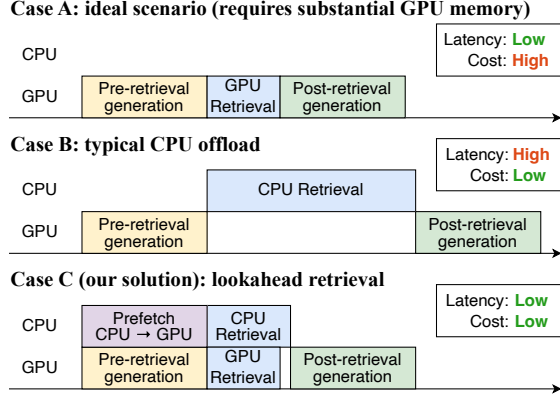 Case A: ideal scenario (requires substantial GPU memory)
Latency: Low
Cost: High
CPU
GPU
Pre-retrieval
generation
GPU
Retrieval
Post-retrieval
generation
Case B: typical CPU offload
Latency: High
Cost: Low
CPU
CPU Retrieval
GPU
Pre-retrieval
generation
Post-retrieval
generation
Case C (our solution): lookahead retrieval
Latency: Low
Cost: Low
CPU
Prefetch
CPU → GPU
CPU
Retrieval
GPU
Pre-retrieval
generation
GPU
Retrieval
Post-retrieval
generation